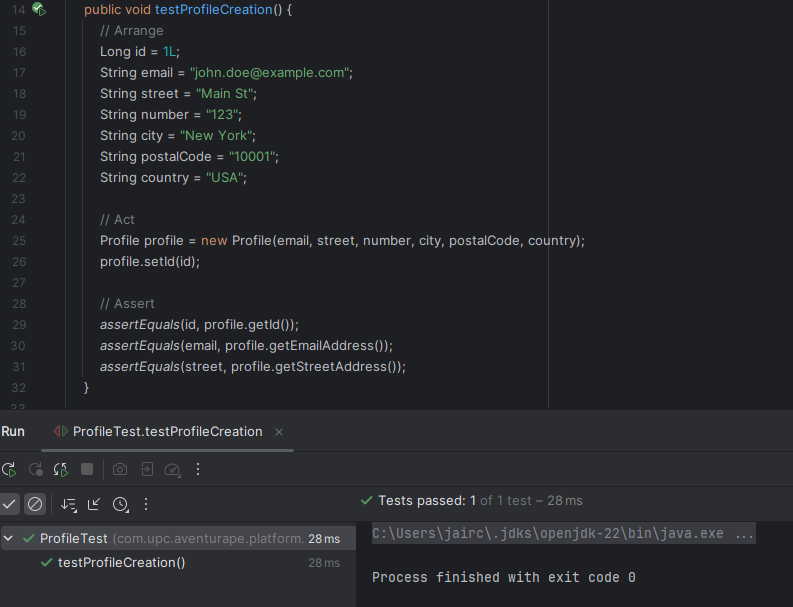 14 public void testProfileCreation() {
15 // Arrange
16 Long id = 1L;
17 String email = "john.doe@example.com";
18 String street = "Main St";
19 String number = "123";
20 String city = "New York";
21 String postalCode = "10001";
22 String country = "USA";
23
24 // Act
25 Profile profile = new Profile(email, street, number, city, postalCode, country);
26 profile.setId(id);
27
28 // Assert
29 assertEquals(id, profile.getId());
30 assertEquals(email, profile.getEmailAddress());
31 assertEquals(street, profile.getStreetAddress());
32 }
33
Run ProfileTest.testProfileCreation ×
Tests passed: 1 of 1 test – 28 ms
ProfileTest (com.upc.aventurape.platform. 28 ms
testProfileCreation() 28 ms
C:\Users\jairc\.jdks\openjdk-22\bin\java.exe ...
Process finished with exit code 0